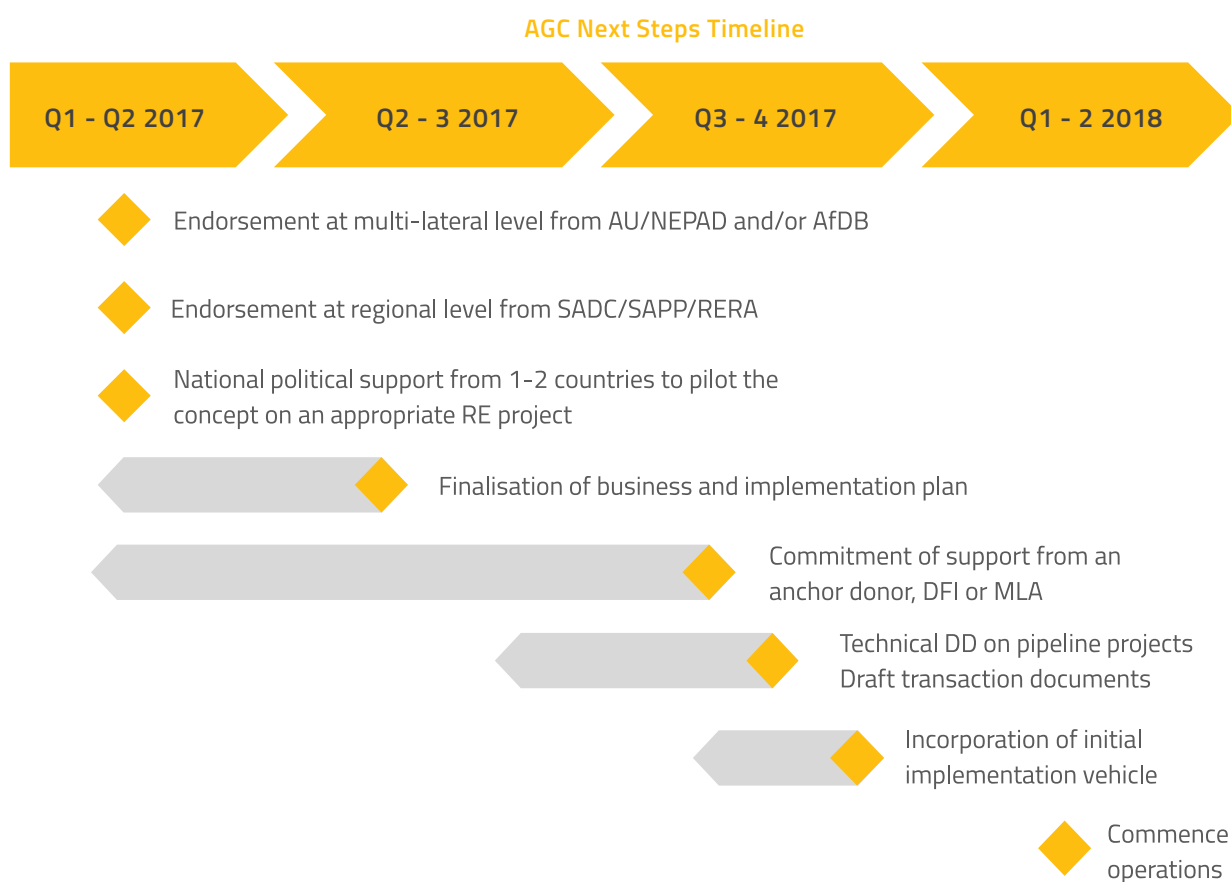 AGC Next Steps Timeline
Q1 - Q2 2017
Q2 - 3 2017
Q3 - 4 2017
Q1 - 2 2018
Endorsement at multi-lateral level from AU/NEPAD and/or AfDB
Endorsement at regional level from SADC/SAPP/RERA
National political support from 1-2 countries to pilot the
concept on an appropriate RE project
Finalisation of business and implementation plan
Commitment of support from an
anchor donor, DFI or MLA
Technical DD on pipeline projects
Draft transaction documents
Incorporation of initial
implementation vehicle
Commence
operations